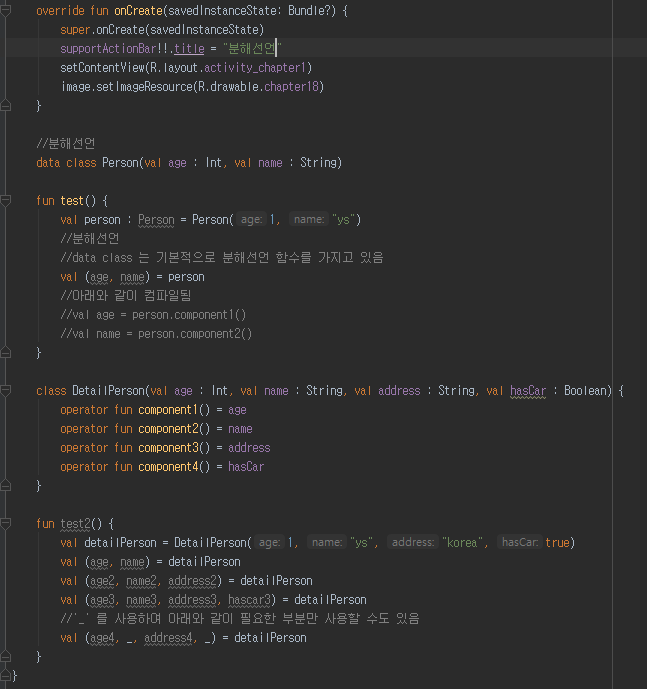 override fun onCreate(savedInstanceState: Bundle?) {
super.onCreate(savedInstanceState)
supportActionBar!!.title = "분해선언"
setContentView(R.layout.activity_chapter1)
image.setImageResource(R.drawable.chapter18)
}
//분해선언
data class Person(val age : Int, val name : String)
fun test() {
val person : Person = Person( age: 1, name: "ys")
//분해선언
//data class 는 기본적으로 분해선언 함수를 가지고 있음
val (age, name) = person
//아래와 같이 컴파일됨
//val age = person.component1()
//val name = person.component2()
}
class DetailPerson(val age : Int, val name : String, val address : String, val hasCar : Boolean) {
operator fun component1() = age
operator fun component2() = name
operator fun component3() = address
operator fun component4() = hasCar
}
fun test2() {
val detailPerson = DetailPerson( age: 1, name: "ys", address: "korea", hasCar: true)
val (age, name) = detailPerson
val (age2, name2, address2) = detailPerson
val (age3, name3, address3, hascar3) = detailPerson
//'_' 를 사용하여 아래와 같이 필요한 부분만 사용할 수도 있음
val (age4, _, address4, _) = detailPerson
}
}